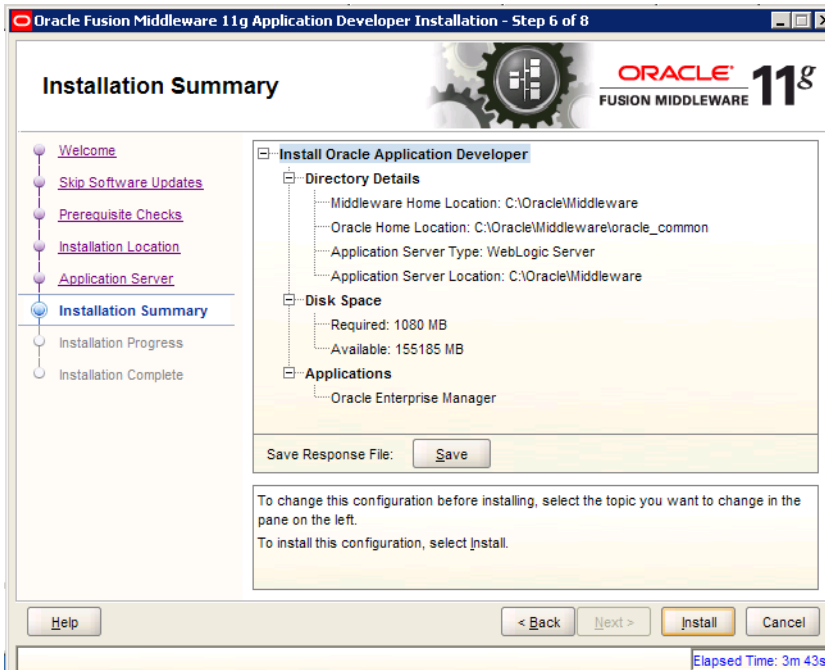 Oracle Fusion Middleware 11g Application Developer Installation - Step 6 of 8
Installation Summary
ORACLE
FUSION MIDDLEWARE
11g
Welcome
Skip Software Updates
Prerequisite Checks
Installation Location
Application Server
Installation Summary
Installation Progress
Installation Complete
Install Oracle Application Developer
Directory Details
Middleware Home Location: C:\Oracle\Middleware
Oracle Home Location: C:\Oracle\Middleware\oracle_common
Application Server Type: WebLogic Server
Application Server Location: C:\Oracle\Middleware
Disk Space
Required: 1080 MB
Available: 155185 MB
Applications
Oracle Enterprise Manager
Save Response File: Save
To change this configuration before installing, select the topic you want to change in the
pane on the left.
To install this configuration, select Install.
Help < Back Next > Install Cancel
Elapsed Time: 3m 43s